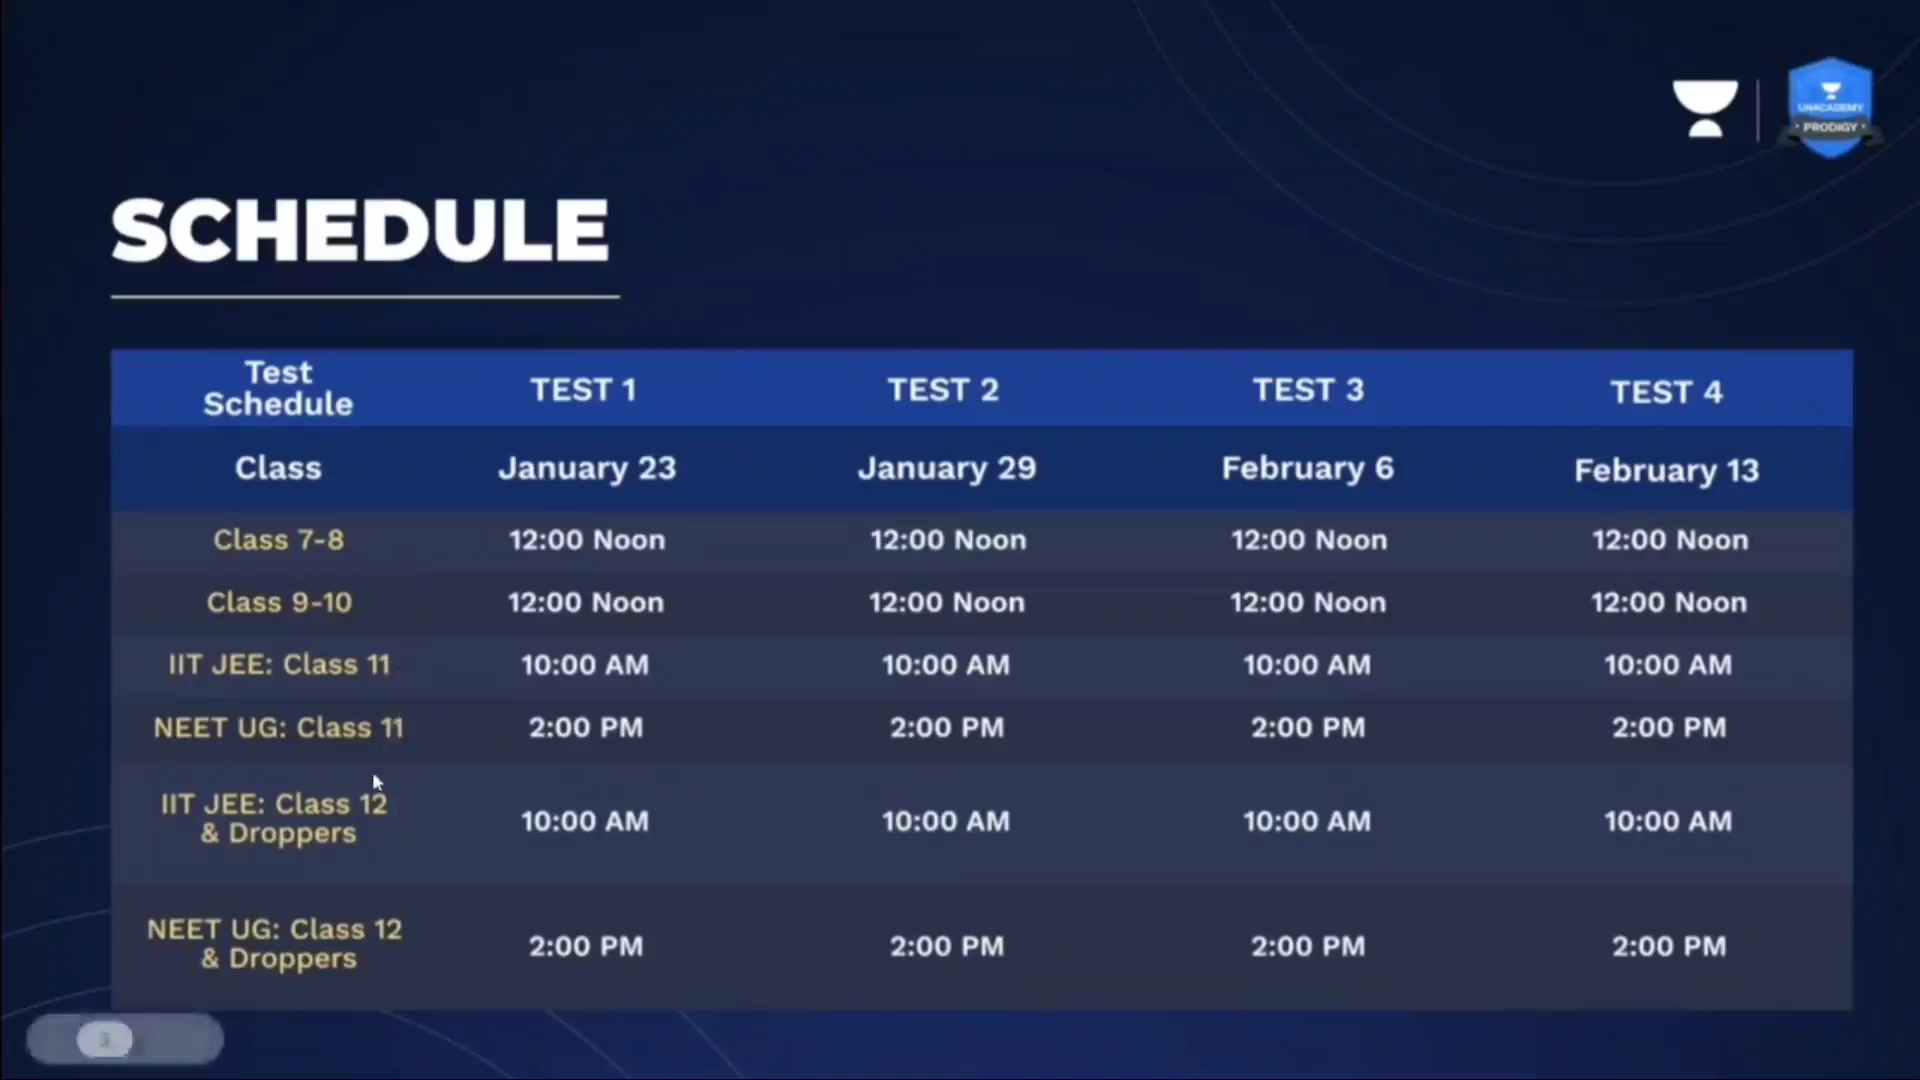 UNACADEMY
PRODIGY
SCHEDULE
Test Schedule TEST 1 TEST 2 TEST 3 TEST 4
Class January 23 January 29 February 6 February 13
Class 7-8 12:00 Noon 12:00 Noon 12:00 Noon 12:00 Noon
Class 9-10 12:00 Noon 12:00 Noon 12:00 Noon 12:00 Noon
IIT JEE: Class 11 10:00 AM 10:00 AM 10:00 AM 10:00 AM
NEET UG: Class 11 2:00 PM 2:00 PM 2:00 PM 2:00 PM
IIT JEE: Class 12 & Droppers 10:00 AM 10:00 AM 10:00 AM 10:00 AM
NEET UG: Class 12 & Droppers 2:00 PM 2:00 PM 2:00 PM 2:00 PM